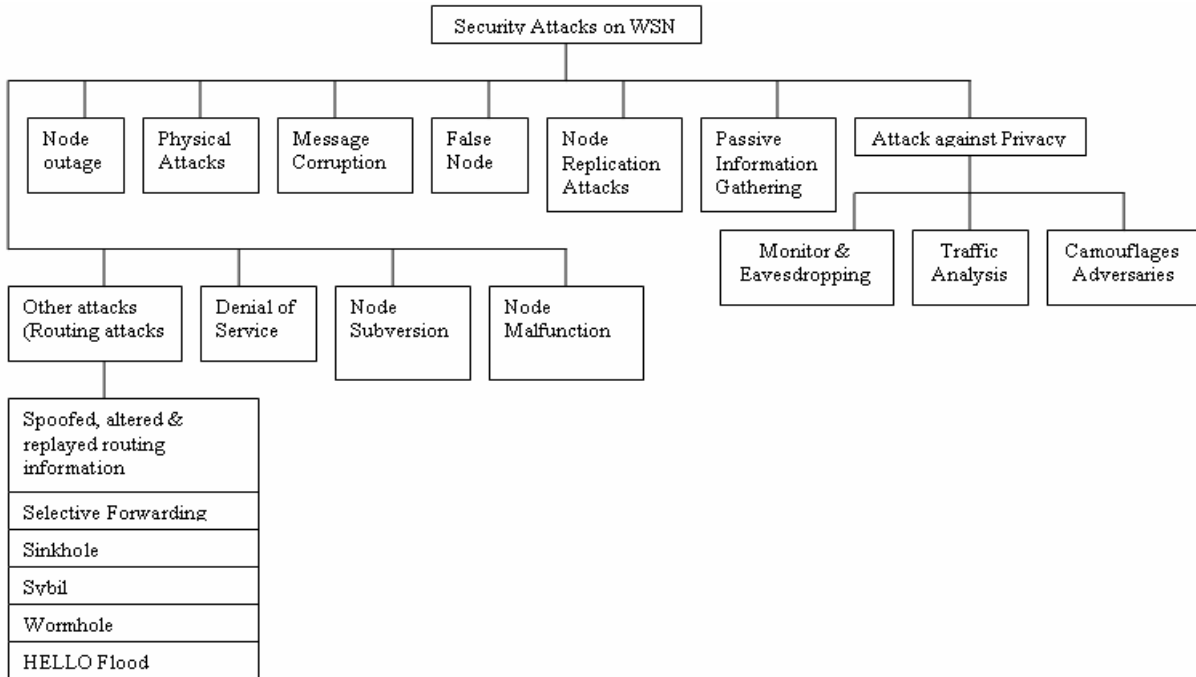 Security Attacks on WSN
Node
outage
Physical
Attacks
Message
Corruption
False
Node
Node
Replication
Attacks
Passive
Information
Gathering
Attack against Privacy
Monitor &
Eavesdropping
Traffic
Analysis
Camouflages
Adversaries
Other attacks
(Routing attacks
Denial of
Service
Node
Subversion
Node
Malfunction
Spoofed, altered &
replayed routing
information
Selective Forwarding
Sinkhole
Sybil
Wormhole
HELLO Flood